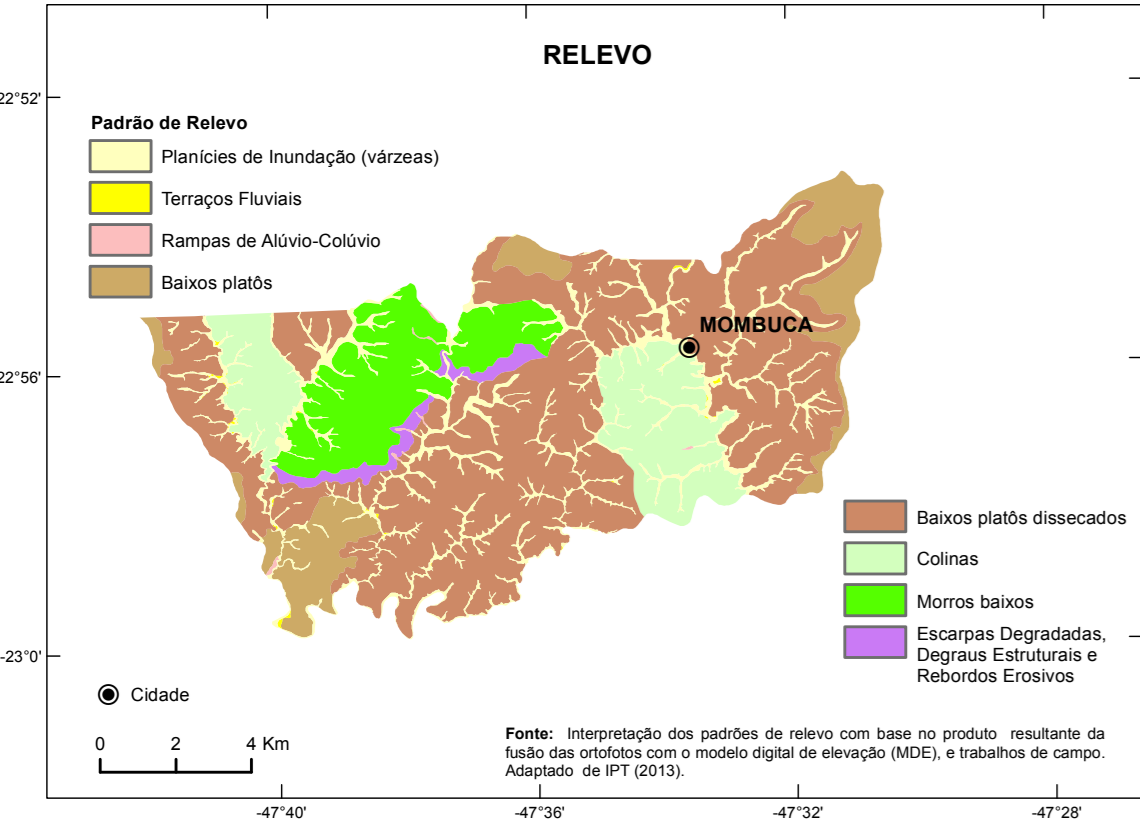 RELEVO
22°52'
Padrão de Relevo
Planícies de Inundação (várzeas)
Terraços Fluviais
Rampas de Alúvio-Colúvio
Baixos platôs
MOMBUCA
22°56'
Baixos platôs dissecados
Colinas
Morros baixos
Escarpas Degradadas,
Degraus Estruturais e
Rebordos Erosivos
-23°0'
Cidade
0 2 4 Km
Fonte: Interpretação dos padrões de relevo com base no produto resultante da
fusão das ortofotos com o modelo digital de elevação (MDE), e trabalhos de campo.
Adaptado de IPT (2013).
-47°40' -47°36' -47°32' -47°28'